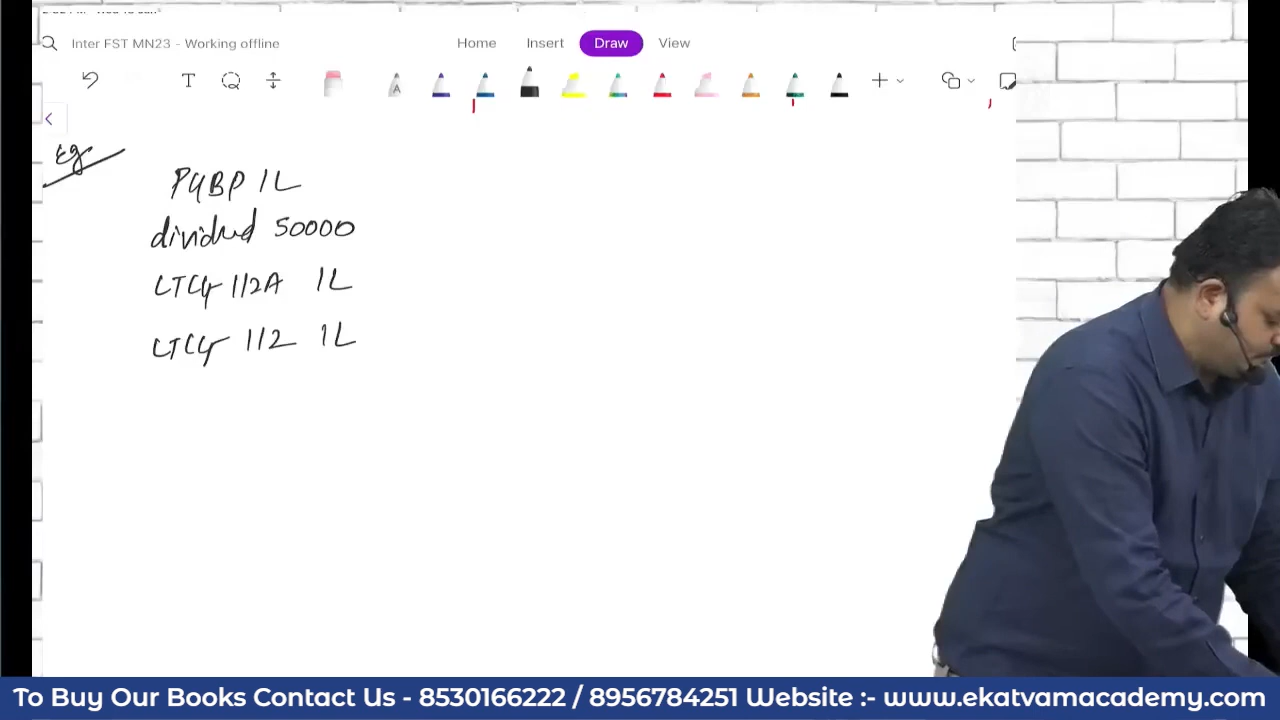 Inter FST MN23 - Working offline
Home Insert Draw View
Eg.
PGBP 1L
dividend 50000
LTCG 112A 1L
LTCG 112 1L
To Buy Our Books Contact Us - 8530166222 / 8956784251 Website :- www.ekatvamacademy.com